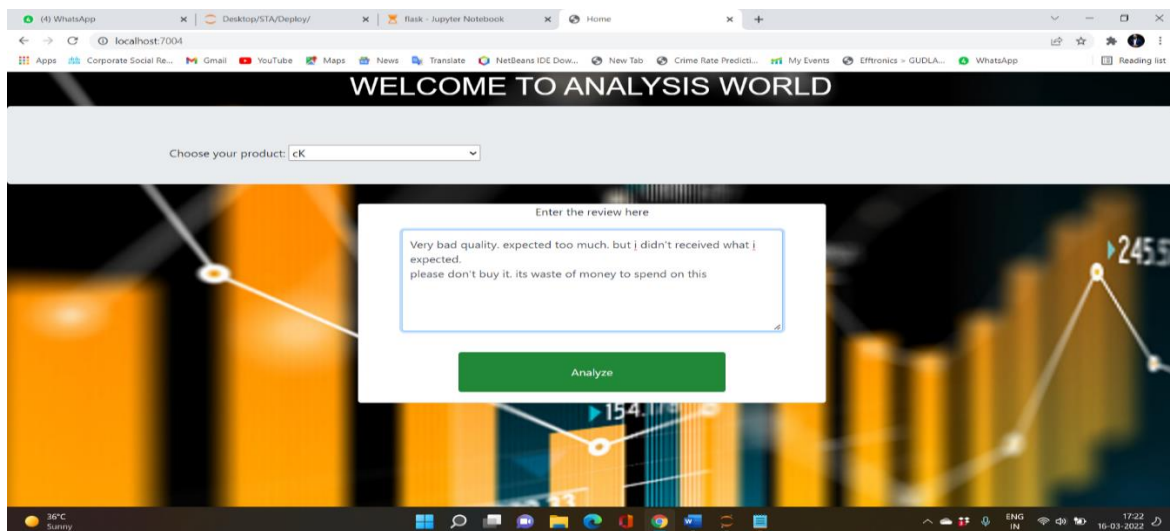 (4) WhatsApp
Desktop/STA/Deploy/
flask - Jupyter Notebook
Home
localhost:7004
Apps Corporate Social Re... Gmail YouTube Maps News Translate NetBeans IDE Dow... New Tab Crime Rate Predicti... My Events Efftronics > GUDLA... WhatsApp Reading list
WELCOME TO ANALYSIS WORLD
Choose your product: cK
Enter the review here
Very bad quality. expected too much. but i didn't received what i
expected.
please don't buy it. its waste of money to spend on this
245.5
Analyze
154.
36°C
Sunny
ENG
IN
17:22
16-03-2022